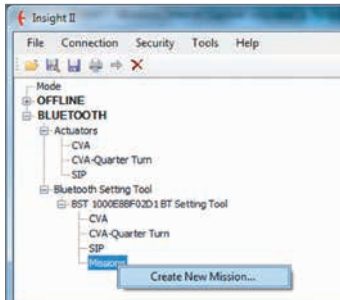 Insight II
File Connection Security Tools Help
Mode
OFFLINE
BLUETOOTH
Actuators
CVA
CVA-Quarter Turn
SIP
Bluetooth Setting Tool
BST 1000E8BF02D1 BT Setting Tool
CVA
CVA-Quarter Turn
SIP
Missions
Create New Mission...